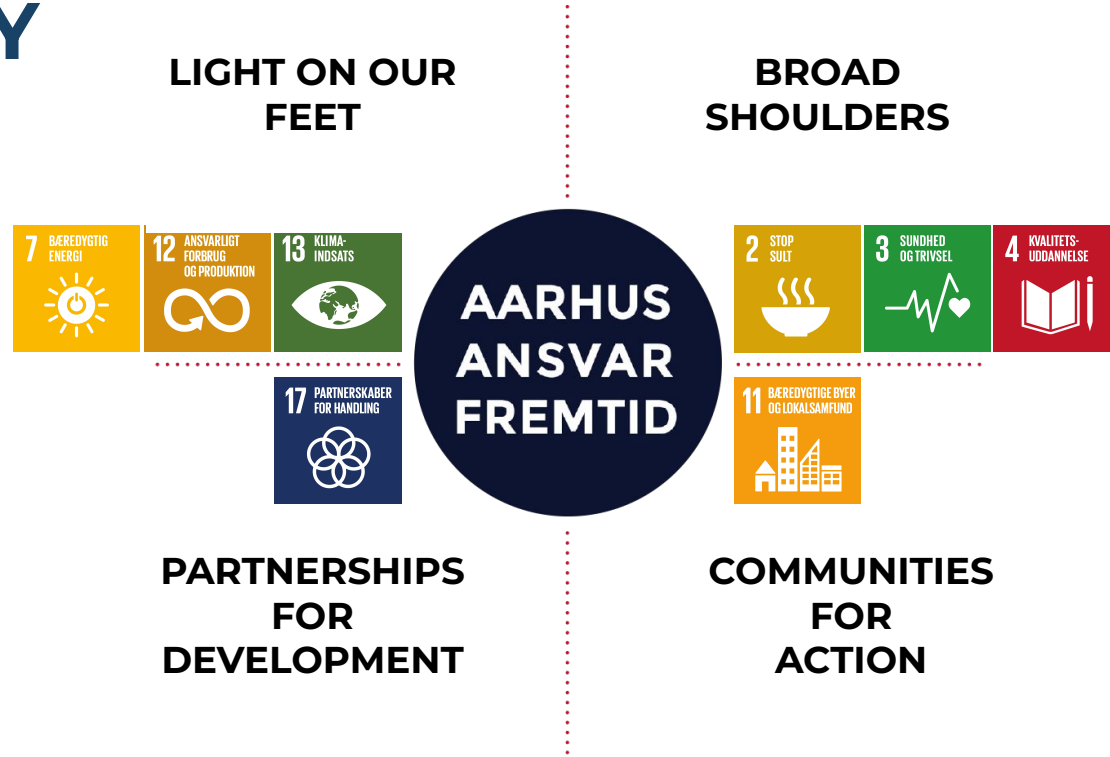 Y
LIGHT ON OUR
FEET
BROAD
SHOULDERS
7 BÆREDYGTIG
ENERGI
12 ANSVARLIGT
FORBRUG
OG PRODUKTION
13 KLIMA-
INDSATS
AARHUS
ANSVAR
FREMTID
2 STOP
SULT
3 SUNDHED
OG TRIVSEL
4 KVALITETS-
UDDANNELSE
17 PARTNERSKABER
FOR HANDLING
11 BÆREDYGTIGE BYER
OG LOKALSAMFUND
PARTNERSHIPS
FOR
DEVELOPMENT
COMMUNITIES
FOR
ACTION